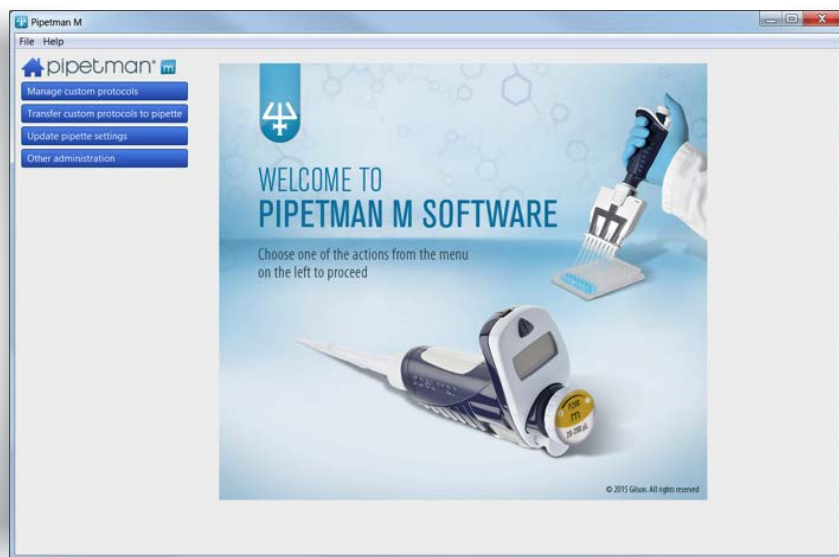 Pipetman M
File Help
pipetman® m
Manage custom protocols
Transfer custom protocols to pipette
Update pipette settings
Other administration
WELCOME TO
PIPETMAN M SOFTWARE
Choose one of the actions from the menu
on the left to proceed
P200
m
20-200 µL
© 2015 Gilson. All rights reserved